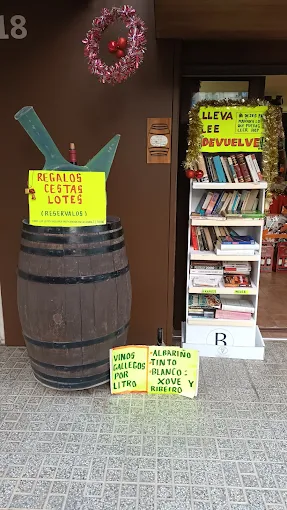 18
LLEVA
LEE
DEVUELVE
REGALOS
CESTAS
LOTES
(RESERVALOS)
B
VINOS
GALLEGOS
POR
LITRO
-ALBARIÑO
-TINTO
-BLANCO:
XOVE Y
RIBEIRO